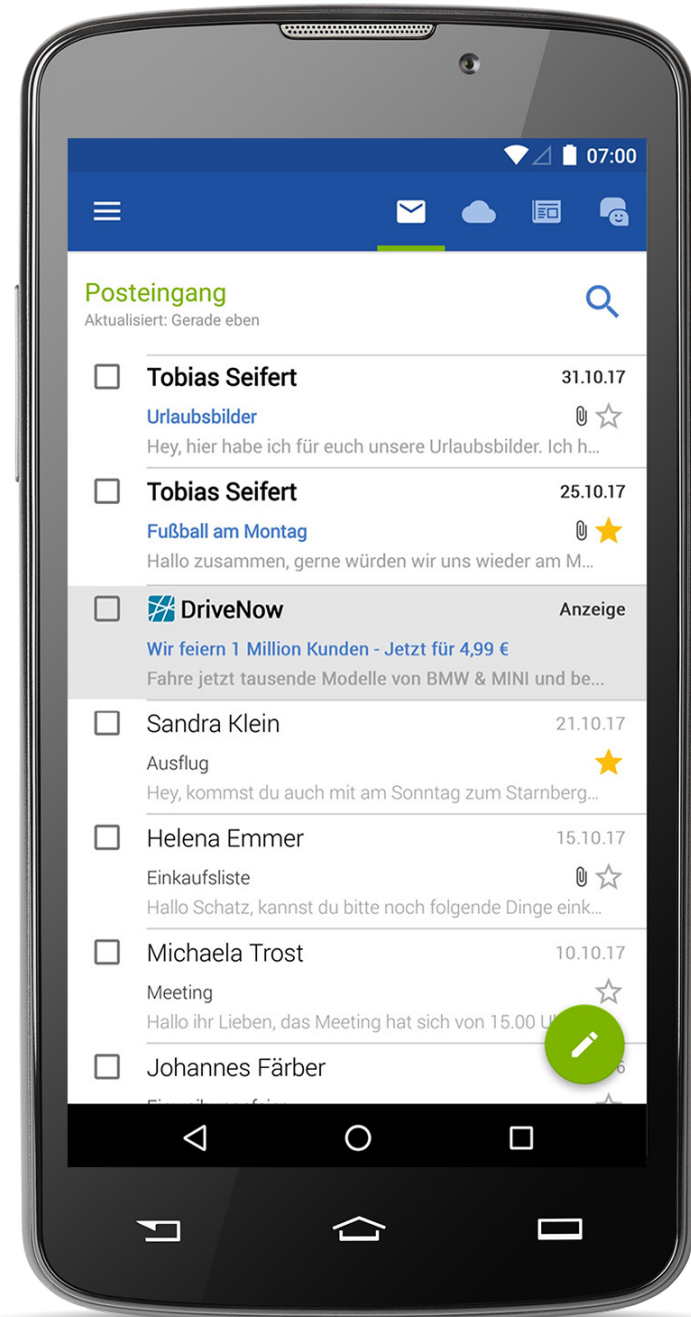 07:00
Posteingang
Aktualisiert: Gerade eben
Tobias Seifert 31.10.17
Urlaubsbilder
Hey, hier habe ich für euch unsere Urlaubsbilder. Ich h...
Tobias Seifert 25.10.17
Fußball am Montag
Hallo zusammen, gerne würden wir uns wieder am M...
DriveNow Anzeige
Wir feiern 1 Million Kunden - Jetzt für 4,99 €
Fahre jetzt tausende Modelle von BMW & MINI und be...
Sandra Klein 21.10.17
Ausflug
Hey, kommst du auch mit am Sonntag zum Starnberg...
Helena Emmer 15.10.17
Einkaufsliste
Hallo Schatz, kannst du bitte noch folgende Dinge eink...
Michaela Trost 10.10.17
Meeting
Hallo ihr Lieben, das Meeting hat sich von 15.00 U
Johannes Färber